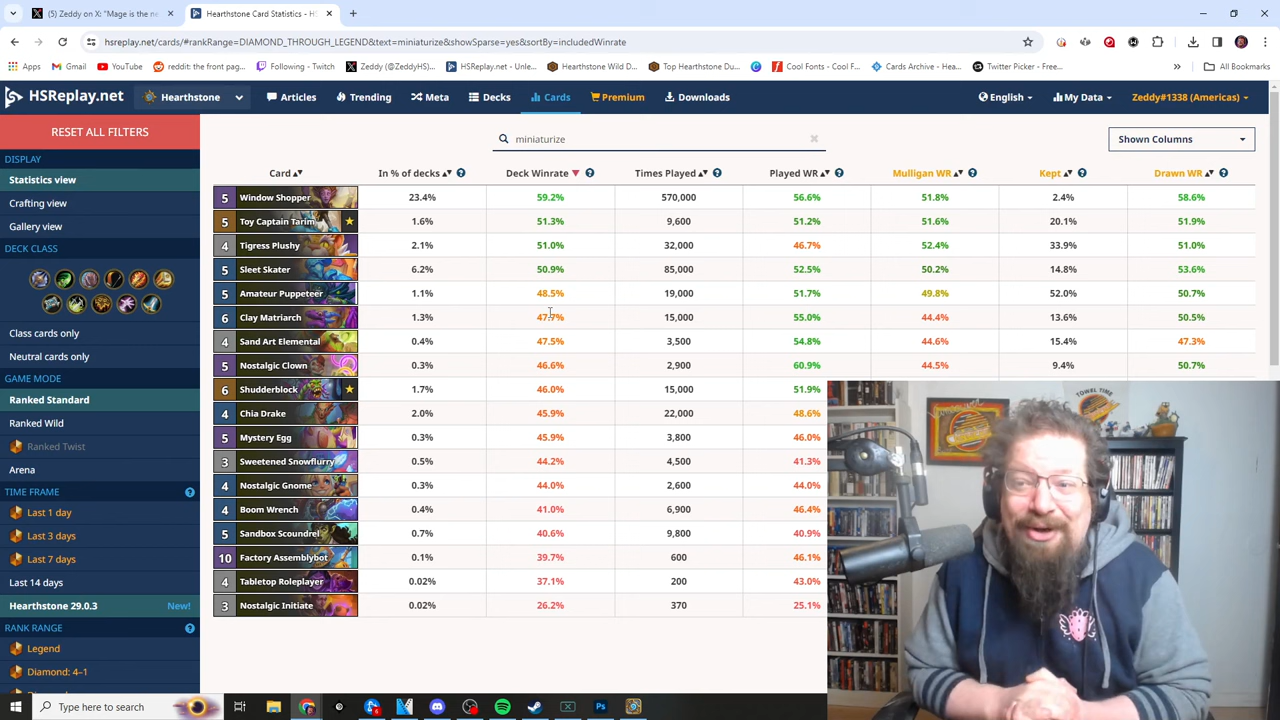 (5) Zeddy on X: "Mage is the ne
Hearthstone Card Statistics - HS
hsreplay.net/cards/#rankRange=DIAMOND_THROUGH_LEGEND&text=miniaturize&showSparse=yes&sortBy=includedWinrate
Apps Gmail YouTube reddit: the front pag... Following - Twitch Zeddy (@ZeddyHS) HSReplay.net - Unle... Hearthstone Wild D... Top Hearthstone Du... Cool Fonts - Cool F... Cards Archive - Hea... Twitter Picker - Free... » All Bookmarks
HSREPLAY.net Hearthstone Articles Trending Meta Decks Cards Premium Downloads English My Data Zeddy#1338 (Americas)
RESET ALL FILTERS
miniaturize
Shown Columns
DISPLAY
Statistics view
Crafting view
Gallery view
DECK CLASS
Class cards only
Neutral cards only
GAME MODE
Ranked Standard
Ranked Wild
Ranked Twist
Arena
TIME FRAME
Last 1 day
Last 3 days
Last 7 days
Last 14 days
Hearthstone 29.0.3 New!
RANK RANGE
Legend
Diamond: 4–1
Card In % of decks Deck Winrate Times Played Played WR Mulligan WR Kept Drawn WR
5 Window Shopper 23.4% 59.2% 570,000 56.6% 51.8% 2.4% 58.6%
5 Toy Captain Tarim 1.6% 51.3% 9,600 51.2% 51.6% 20.1% 51.9%
4 Tigress Plushy 2.1% 51.0% 32,000 46.7% 52.4% 33.9% 51.0%
5 Sleet Skater 6.2% 50.9% 85,000 52.5% 50.2% 14.8% 53.6%
5 Amateur Puppeteer 1.1% 48.5% 19,000 51.7% 49.8% 52.0% 50.7%
6 Clay Matriarch 1.3% 47.7% 15,000 55.0% 44.4% 13.6% 50.5%
4 Sand Art Elemental 0.4% 47.5% 3,500 54.8% 44.6% 15.4% 47.3%
5 Nostalgic Clown 0.3% 46.6% 2,900 60.9% 44.5% 9.4% 50.7%
6 Shudderblock 1.7% 46.0% 15,000 51.9%
4 Chia Drake 2.0% 45.9% 22,000 48.6%
5 Mystery Egg 0.3% 45.9% 3,800 46.0%
3 Sweetened Snowflurry 0.5% 44.2% 4,500 41.3%
4 Nostalgic Gnome 0.3% 44.0% 2,600 44.0%
4 Boom Wrench 0.4% 41.0% 6,900 46.4%
5 Sandbox Scoundrel 0.7% 40.6% 9,800 40.9%
10 Factory Assemblybot 0.1% 39.7% 600 46.1%
4 Tabletop Roleplayer 0.02% 37.1% 200 43.0%
3 Nostalgic Initiate 0.02% 26.2% 370 25.1%
TOWEL TIME
Type here to search